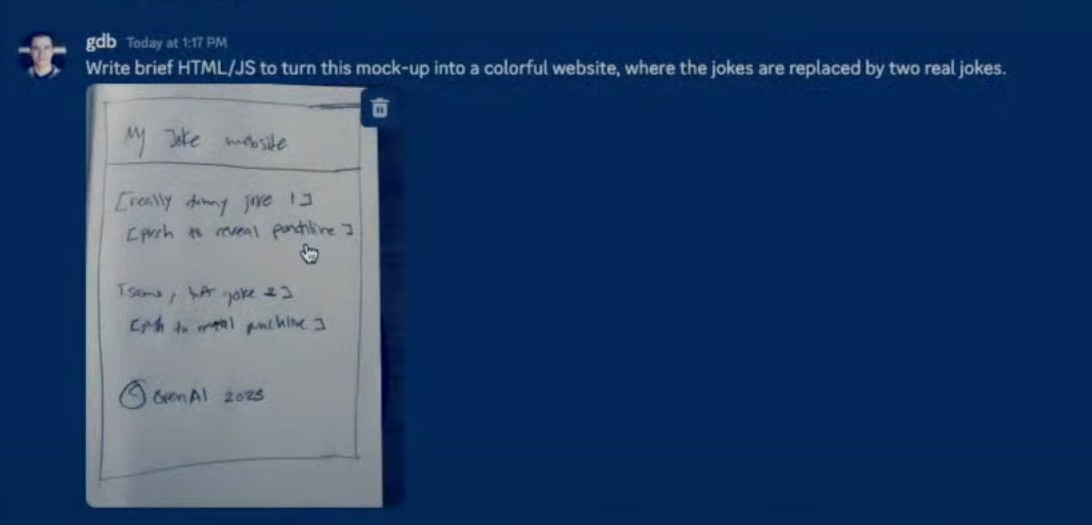 gdb Today at 1:17 PM
Write brief HTML/JS to turn this mock-up into a colorful website, where the jokes are replaced by two real jokes.
My Joke website
[really funny joke 1]
[push to reveal punchline]
[same, but joke 2]
[push to reveal punchline]
© OpenAI 2023